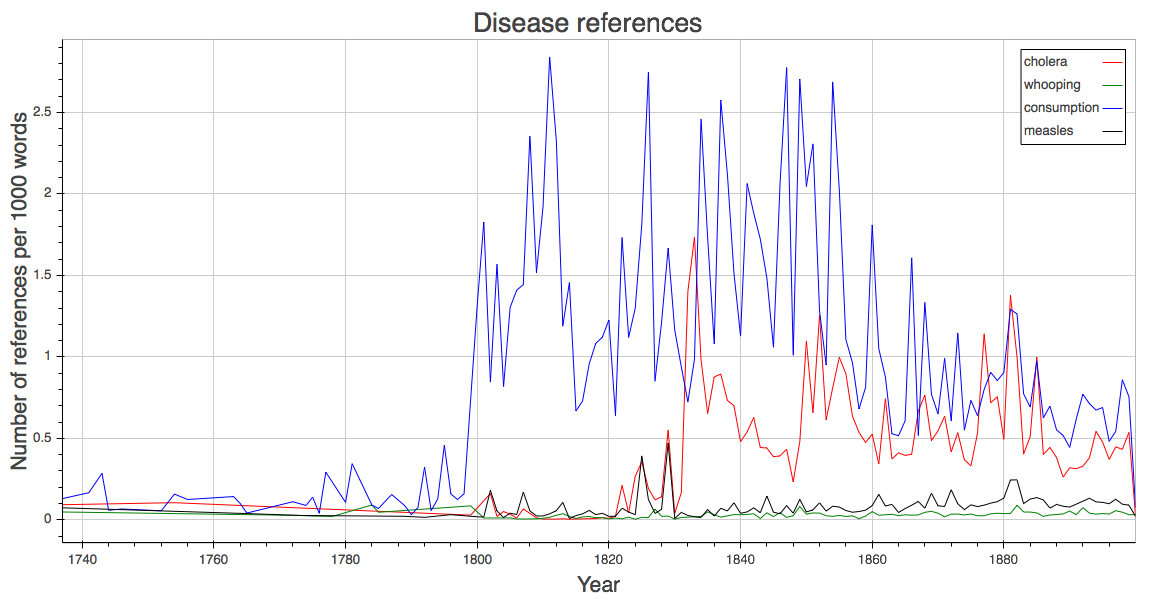 Disease references
Number of references per 1000 words
2.5
2
1.5
1
0.5
0
cholera
whooping
consumption
measles
1740 1760 1780 1800 1820 1840 1860 1880
Year